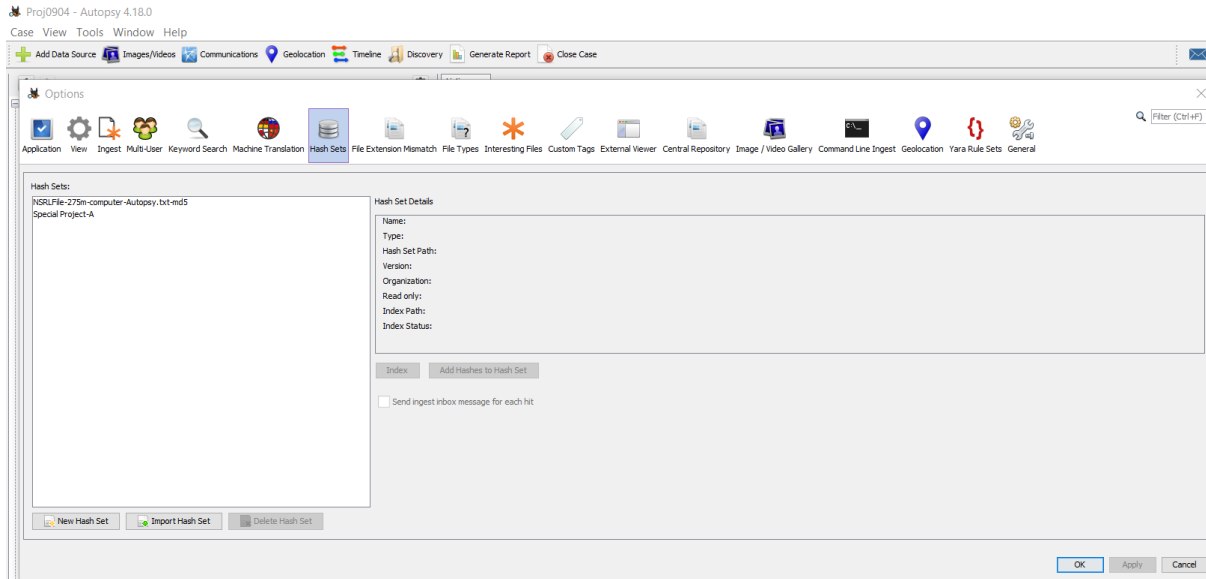 Proj0904 - Autopsy 4.18.0
Case View Tools Window Help
Add Data Source Images/Videos Communications Geolocation Timeline Discovery Generate Report Close Case
Options
Filter (Ctrl+F)
Application View Ingest Multi-User Keyword Search Machine Translation Hash Sets File Extension Mismatch File Types Interesting Files Custom Tags External Viewer Central Repository Image / Video Gallery Command Line Ingest Geolocation Yara Rule Sets General
Hash Sets:
NSRLFile-275m-computer-Autopsy.txt-md5
Special Project-A
Hash Set Details
Name:
Type:
Hash Set Path:
Version:
Organization:
Read only:
Index Path:
Index Status:
Index Add Hashes to Hash Set
Send ingest inbox message for each hit
New Hash Set Import Hash Set Delete Hash Set
OK Apply Cancel